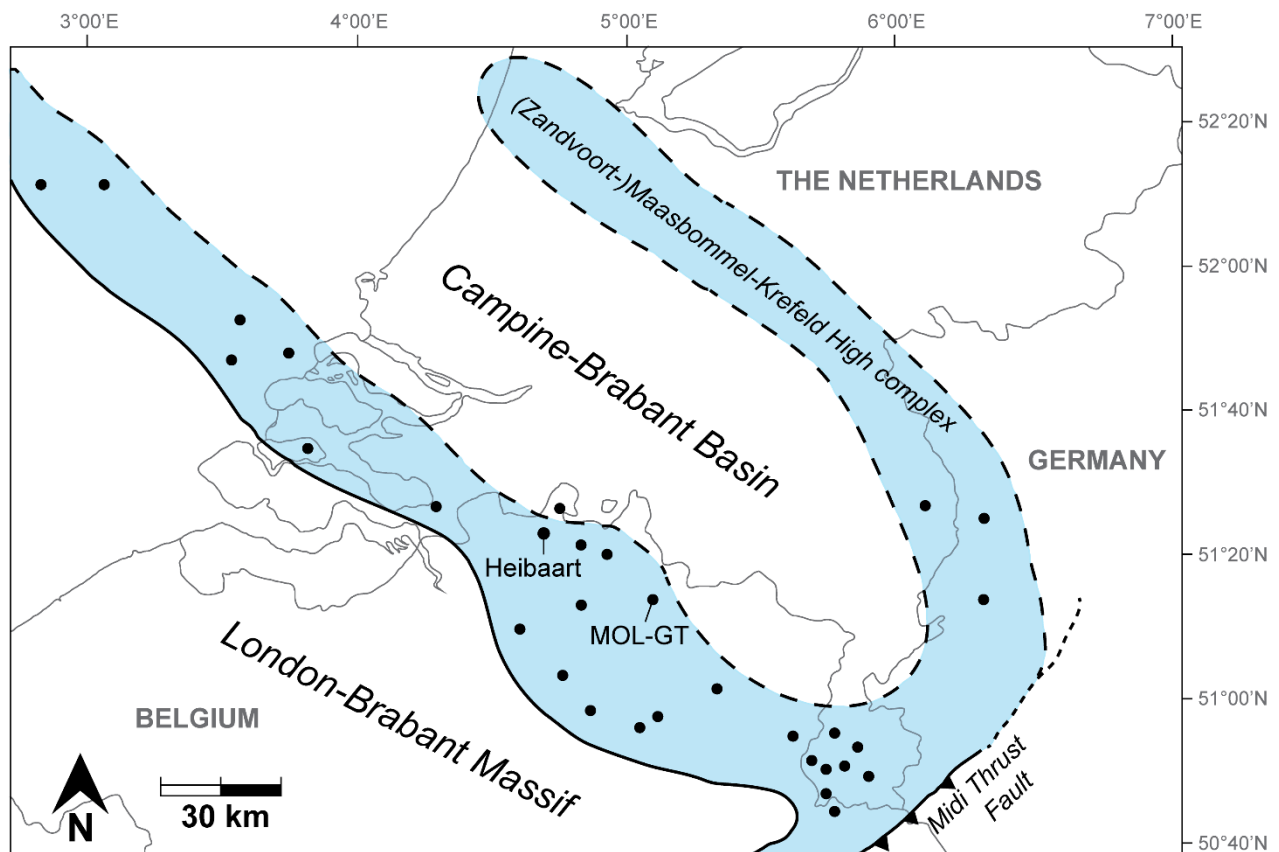 3°00'E 4°00'E 5°00'E 6°00'E 7°00'E
52°20'N
(Zandvoort-)Maasbommel-Krefeld High complex
THE NETHERLANDS
52°00'N
Campine-Brabant Basin
51°40'N
GERMANY
51°20'N
Heibaart
MOL-GT
London-Brabant Massif
51°00'N
BELGIUM
Midi Thrust
Fault
30 km
N
50°40'N